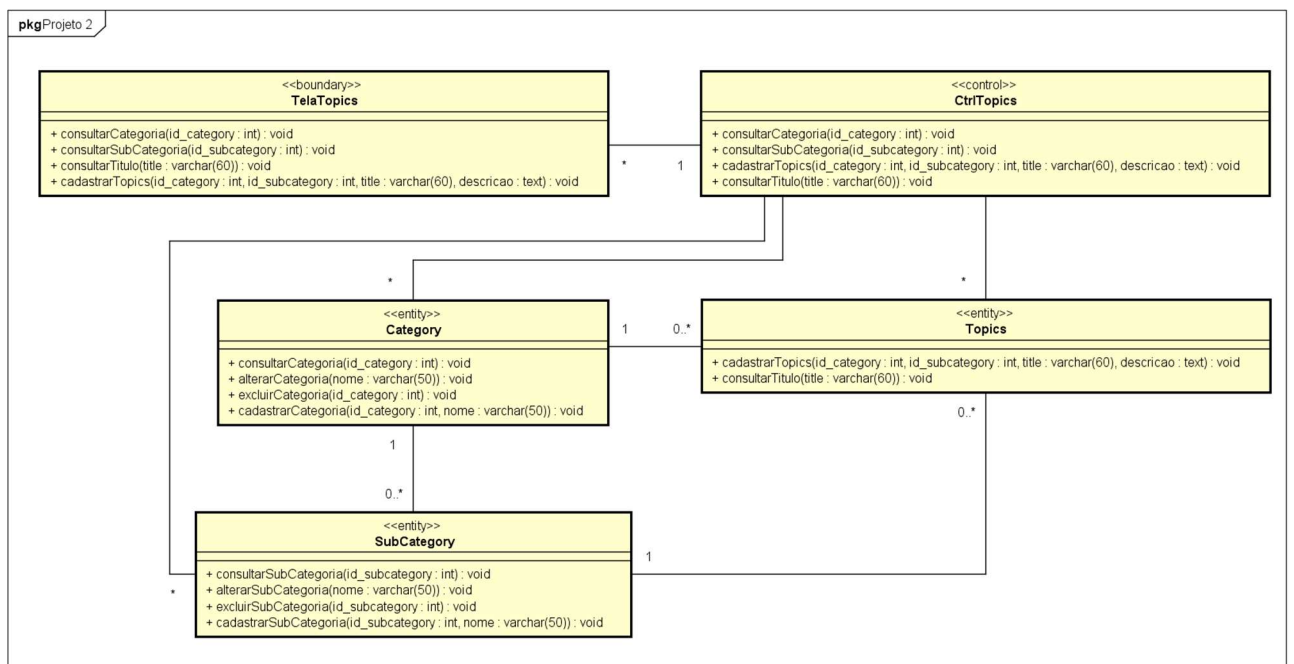 pkg Projeto 2
<<boundary>>
TelaTopics
+ consultarCategoria(id_category : int) : void
+ consultarSubCategoria(id_subcategory : int) : void
+ consultarTitulo(title : varchar(60)) : void
+ cadastrarTopics(id_category : int, id_subcategory : int, title : varchar(60), descricao : text) : void
* 1
<<control>>
CtrlTopics
+ consultarCategoria(id_category : int) : void
+ consultarSubCategoria(id_subcategory : int) : void
+ cadastrarTopics(id_category : int, id_subcategory : int, title : varchar(60), descricao : text) : void
+ consultarTitulo(title : varchar(60)) : void
*
*
<<entity>>
Category
+ consultarCategoria(id_category : int) : void
+ alterarCategoria(nome : varchar(50)) : void
+ excluirCategoria(id_category : int) : void
+ cadastrarCategoria(id_category : int, nome : varchar(50)) : void
1 0..*
<<entity>>
Topics
+ cadastrarTopics(id_category : int, id_subcategory : int, title : varchar(60), descricao : text) : void
+ consultarTitulo(title : varchar(60)) : void
0..*
1
0..*
<<entity>>
SubCategory
+ consultarSubCategoria(id_subcategory : int) : void
+ alterarSubCategoria(nome : varchar(50)) : void
+ excluirSubCategoria(id_subcategory : int) : void
+ cadastrarSubCategoria(id_subcategory : int, nome : varchar(50)) : void
1
*